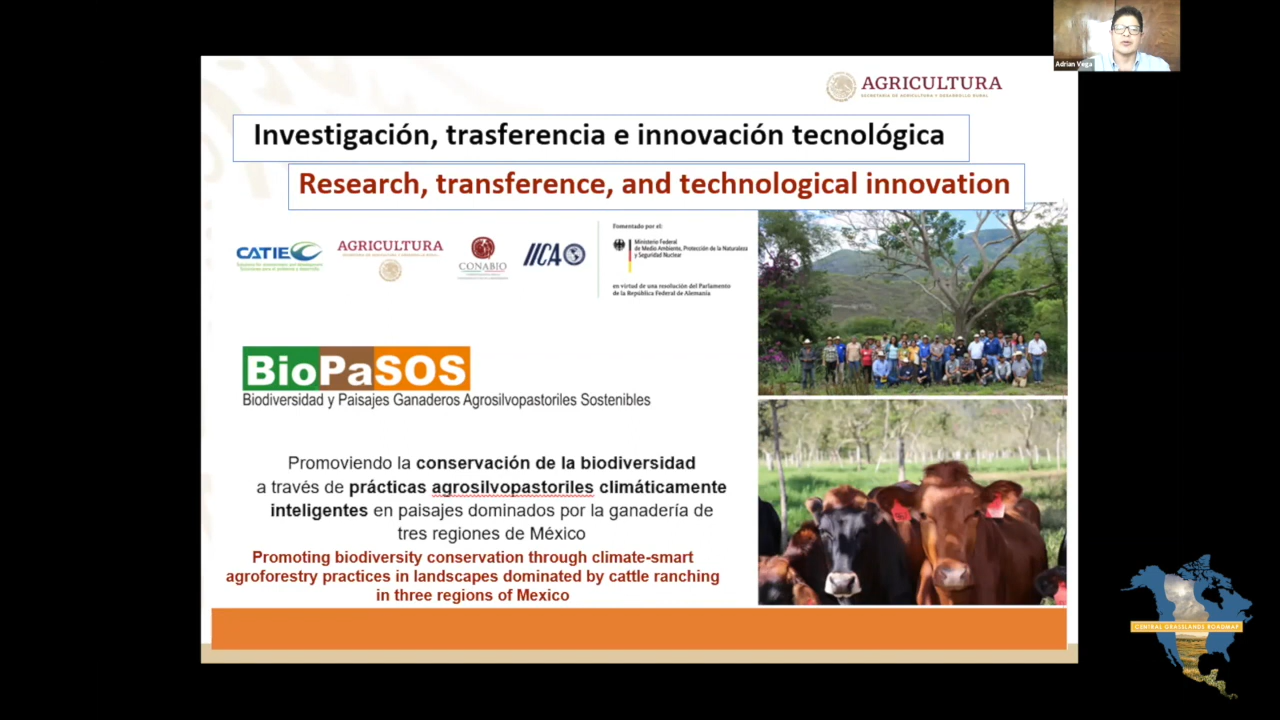 Adrian Vega
AGRICULTURA
SECRETARÍA DE AGRICULTURA Y DESARROLLO RURAL
Investigación, trasferencia e innovación tecnológica
Research, transference, and technological innovation
CATIE
AGRICULTURA
CONABIO
IICA
Fomentado por el:
Ministerio Federal
de Medio Ambiente, Protección de la Naturaleza
y Seguridad Nuclear
en virtud de una resolución del Parlamento
de la República Federal de Alemania
BioPaSOS
Biodiversidad y Paisajes Ganaderos Agrosilvopastoriles Sostenibles
Promoviendo la conservación de la biodiversidad
a través de prácticas agrosilvopastoriles climáticamente
inteligentes en paisajes dominados por la ganadería de
tres regiones de México
Promoting biodiversity conservation through climate-smart
agroforestry practices in landscapes dominated by cattle ranching
in three regions of Mexico
CENTRAL GRASSLANDS ROADMAP